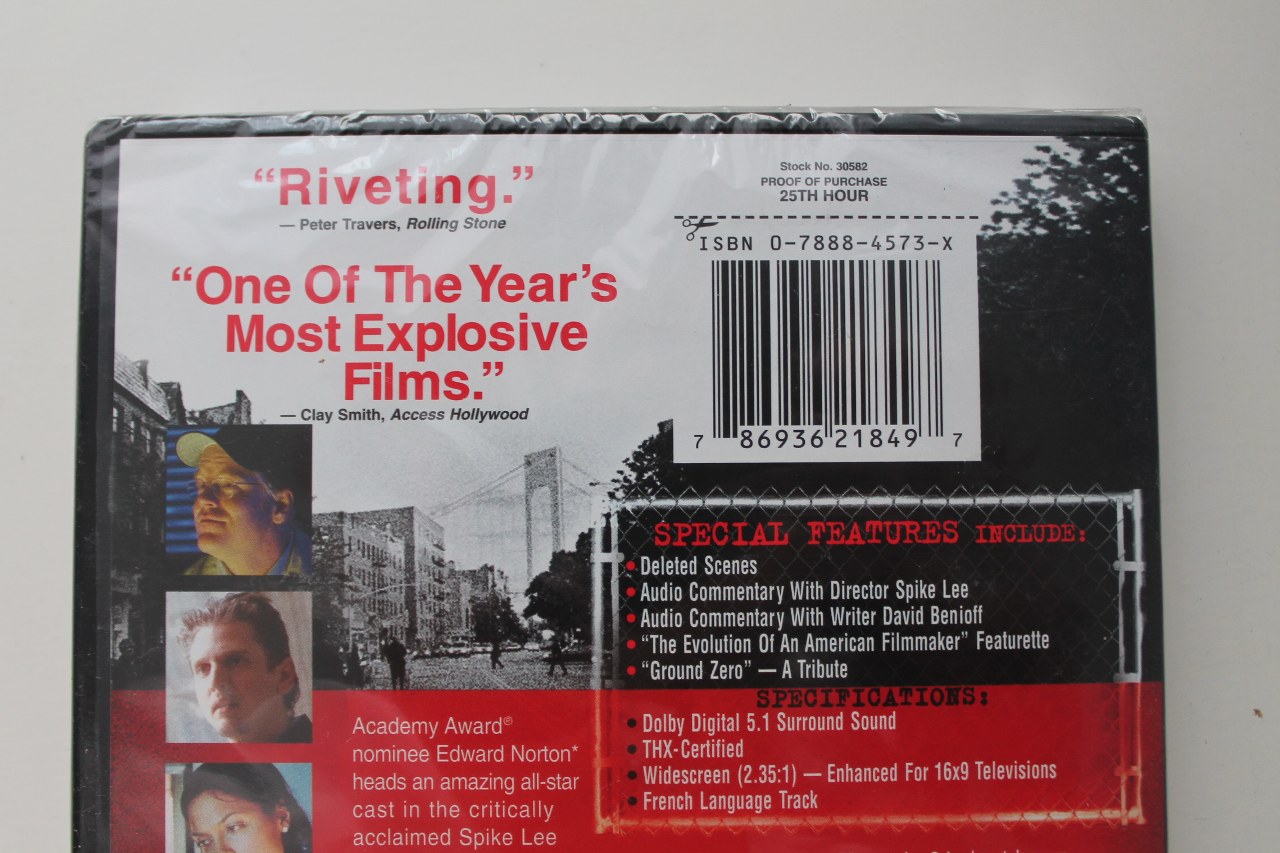 “Riveting.”
— Peter Travers, Rolling Stone
“One Of The Year’s
Most Explosive
Films.”
— Clay Smith, Access Hollywood
Stock No. 30582
PROOF OF PURCHASE
25TH HOUR
ISBN 0-7888-4573-X
7 86936 21849 7
SPECIAL FEATURES INCLUDE:
• Deleted Scenes
• Audio Commentary With Director Spike Lee
• Audio Commentary With Writer David Benioff
• “The Evolution Of An American Filmmaker” Featurette
• “Ground Zero” — A Tribute
SPECIFICATIONS:
• Dolby Digital 5.1 Surround Sound
• THX-Certified
• Widescreen (2.35:1) — Enhanced For 16x9 Televisions
• French Language Track
Academy Award®
nominee Edward Norton*
heads an amazing all-star
cast in the critically
acclaimed Spike Lee